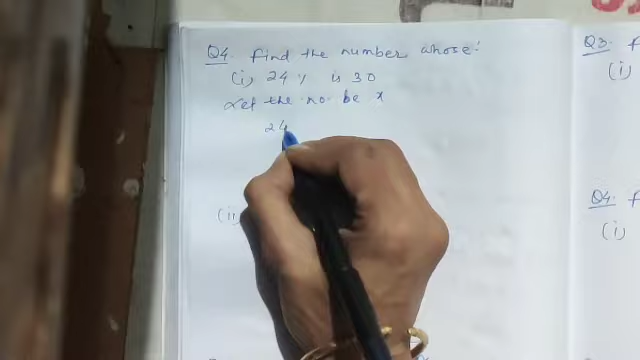 Q4. Find the number whose:
(i) 24% is 30
Let the no. be x
24
(ii)
Q3.
(i)
Q4. F
(i)